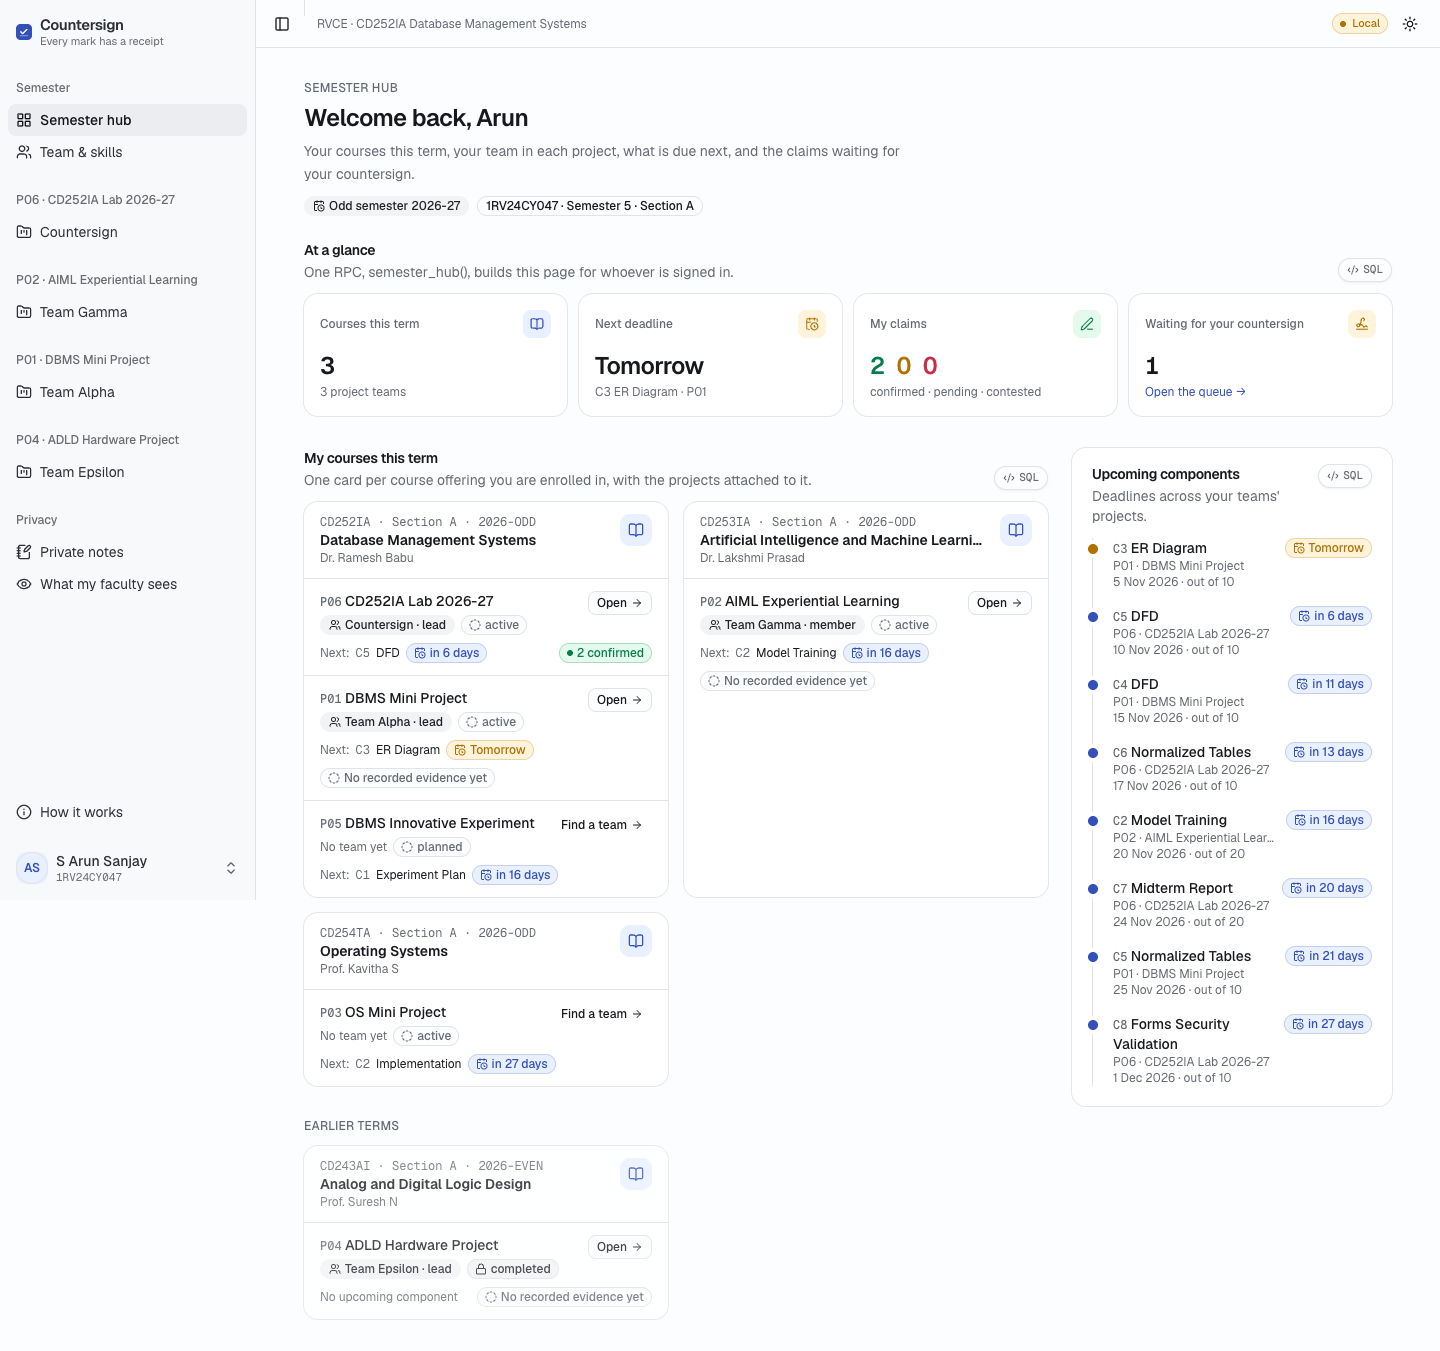 Countersign
Every mark has a receipt
Semester
Semester hub
Team & skills
P06 · CD252IA Lab 2026-27
Countersign
P02 · AIML Experiential Learning
Team Gamma
P01 · DBMS Mini Project
Team Alpha
P04 · ADLD Hardware Project
Team Epsilon
Privacy
Private notes
What my faculty sees
How it works
AS
S Arun Sanjay
1RV24CY047
RVCE · CD252IA Database Management Systems
Local
SEMESTER HUB
Welcome back, Arun
Your courses this term, your team in each project, what is due next, and the claims waiting for
your countersign.
Odd semester 2026-27
1RV24CY047 · Semester 5 · Section A
At a glance
One RPC, semester_hub(), builds this page for whoever is signed in.
</> SQL
Courses this term
3
3 project teams
Next deadline
Tomorrow
C3 ER Diagram · P01
My claims
2 0 0
confirmed · pending · contested
Waiting for your countersign
1
Open the queue →
My courses this term
One card per course offering you are enrolled in, with the projects attached to it.
</> SQL
CD252IA · Section A · 2026-ODD
Database Management Systems
Dr. Ramesh Babu
P06 CD252IA Lab 2026-27
Open →
Countersign · lead
active
Next: C5 DFD in 6 days
2 confirmed
P01 DBMS Mini Project
Open →
Team Alpha · lead
active
Next: C3 ER Diagram Tomorrow
No recorded evidence yet
P05 DBMS Innovative Experiment
Find a team →
No team yet
planned
Next: C1 Experiment Plan in 16 days
CD253IA · Section A · 2026-ODD
Artificial Intelligence and Machine Learni...
Dr. Lakshmi Prasad
P02 AIML Experiential Learning
Open →
Team Gamma · member
active
Next: C2 Model Training in 16 days
No recorded evidence yet
CD254TA · Section A · 2026-ODD
Operating Systems
Prof. Kavitha S
P03 OS Mini Project
Find a team →
No team yet
active
Next: C2 Implementation in 27 days
EARLIER TERMS
CD243AI · Section A · 2026-EVEN
Analog and Digital Logic Design
Prof. Suresh N
P04 ADLD Hardware Project
Open →
Team Epsilon · lead
completed
No upcoming component
No recorded evidence yet
Upcoming components
</> SQL
Deadlines across your teams'
projects.
C3 ER Diagram
Tomorrow
P01 · DBMS Mini Project
5 Nov 2026 · out of 10
C5 DFD
in 6 days
P06 · CD252IA Lab 2026-27
10 Nov 2026 · out of 10
C4 DFD
in 11 days
P01 · DBMS Mini Project
15 Nov 2026 · out of 10
C6 Normalized Tables
in 13 days
P06 · CD252IA Lab 2026-27
17 Nov 2026 · out of 10
C2 Model Training
in 16 days
P02 · AIML Experiential Lear...
20 Nov 2026 · out of 20
C7 Midterm Report
in 20 days
P06 · CD252IA Lab 2026-27
24 Nov 2026 · out of 20
C5 Normalized Tables
in 21 days
P01 · DBMS Mini Project
25 Nov 2026 · out of 10
C8 Forms Security
Validation
in 27 days
P06 · CD252IA Lab 2026-27
1 Dec 2026 · out of 10